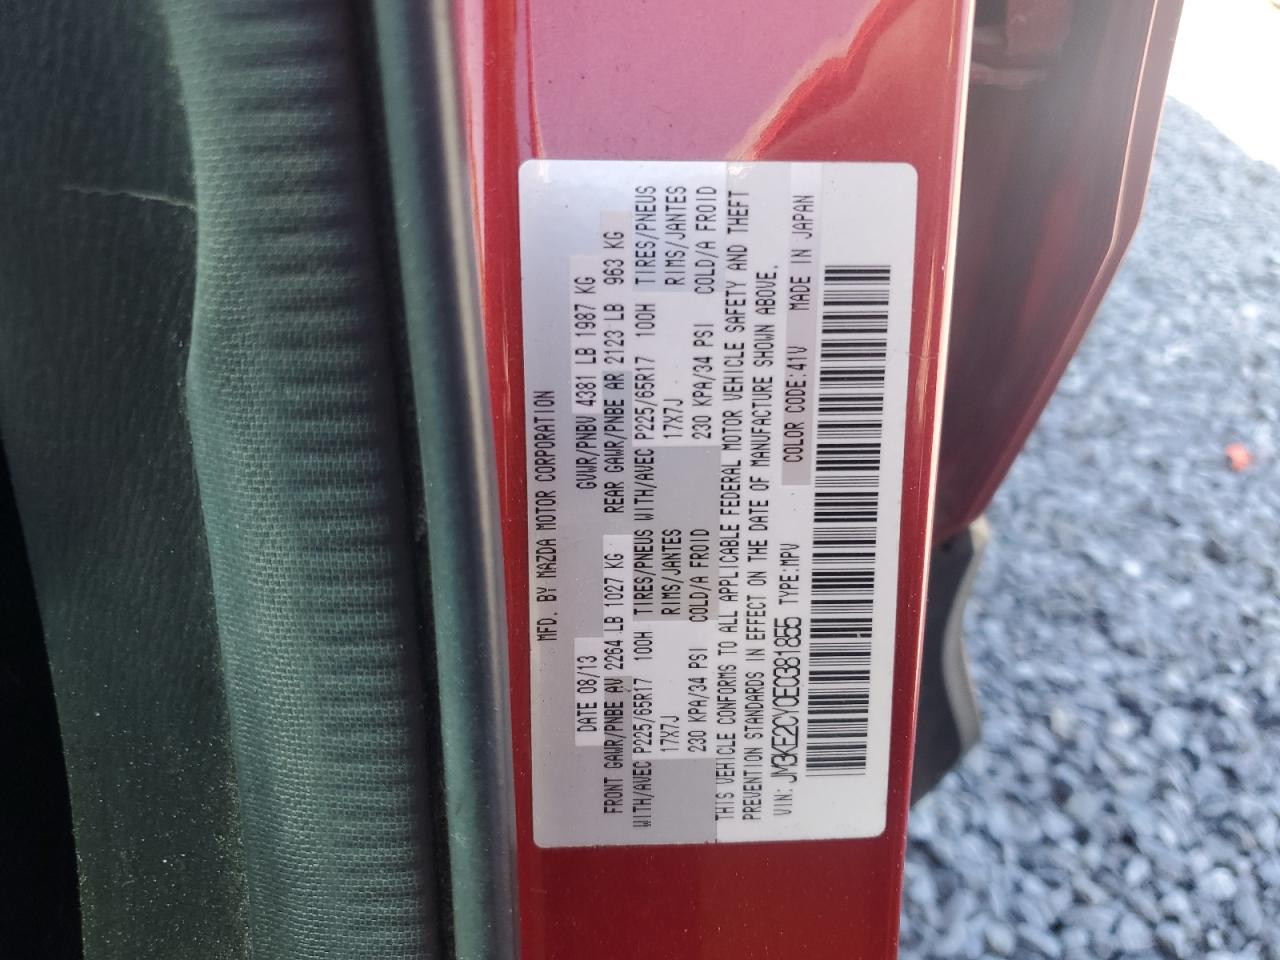 MFD. BY MAZDA MOTOR CORPORATION
DATE 08/13 GVWR/PNBV 4381 LB 1987 KG
FRONT GAWR/PNBE AV 2264 LB 1027 KG REAR GAWR/PNBE AR 2123 LB 963 KG
WITH/AVEC P225/65R17 100H TIRES/PNEUS WITH/AVEC P225/65R17 100H TIRES/PNEUS
17X7J RIMS/JANTES 17X7J RIMS/JANTES
230 KPA/34 PSI COLD/A FROID 230 KPA/34 PSI COLD/A FROID
THIS VEHICLE CONFORMS TO ALL APPLICABLE FEDERAL MOTOR VEHICLE SAFETY AND THEFT
PREVENTION STANDARDS IN EFFECT ON THE DATE OF MANUFACTURE SHOWN ABOVE.
VIN: JM3KE2CY0E0381855 TYPE:MPV COLOR CODE:41V MADE IN JAPAN